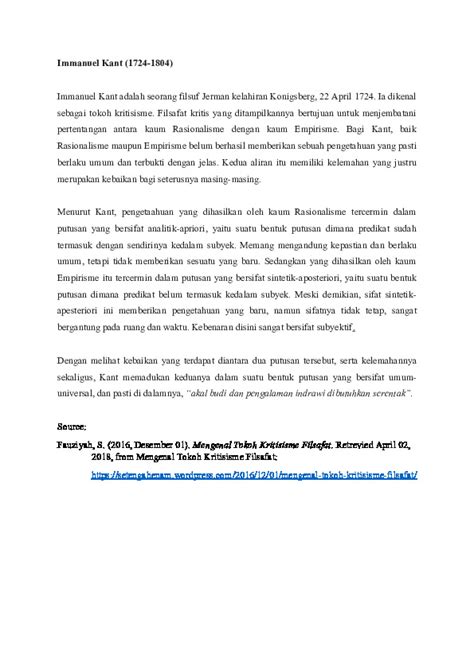 Immanuel Kant (1724-1804)
Immanuel Kant adalah seorang filsuf Jerman kelahiran Konigsberg, 22 April 1724. Ia dikenal
sebagai tokoh kritisisme. Filsafat kritis yang ditampilkannya bertujuan untuk menjembatani
pertentangan antara kaum Rasionalisme dengan kaum Empirisme. Bagi Kant, baik
Rasionalisme maupun Empirisme belum berhasil memberikan sebuah pengetahuan yang pasti
berlaku umum dan terbukti dengan jelas. Kedua aliran itu memiliki kelemahan yang justru
merupakan kebaikan bagi seterusnya masing-masing.
Menurut Kant, pengetaahuan yang dihasilkan oleh kaum Rasionalisme tercermin dalam
putusan yang bersifat analitik-apriori, yaitu suatu bentuk putusan dimana predikat sudah
termasuk dengan sendirinya kedalam subyek. Memang mengandung kepastian dan berlaku
umum, tetapi tidak memberikan sesuatu yang baru. Sedangkan yang dihasilkan oleh kaum
Empirisme itu tercermin dalam putusan yang bersifat sintetik-aposteriori, yaitu suatu bentuk
putusan dimana predikat belum termasuk kedalam subyek. Meski demikian, sifat sintetik-
apesteriori ini memberikan pengetahuan yang baru, namun sifatnya tidak tetap, sangat
bergantung pada ruang dan waktu. Kebenaran disini sangat bersifat subyektif.
Dengan melihat kebaikan yang terdapat diantara dua putusan tersebut, serta kelemahannya
sekaligus, Kant memadukan keduanya dalam suatu bentuk putusan yang bersifat umum-
universal, dan pasti di dalamnya, “akal budi dan pengalaman indrawi dibutuhkan serentak”.
Source:
Fauziyah, S. (2016, Desember 01). Mengenal Tokoh Kritisisme Filsafat. Retrevied April 02,
2018, from Mengenal Tokoh Kritisisme Filsafat:
https://setengahenam.wordpress.com/2016/12/01/mengenal-tokoh-kritisisme-filsafat/